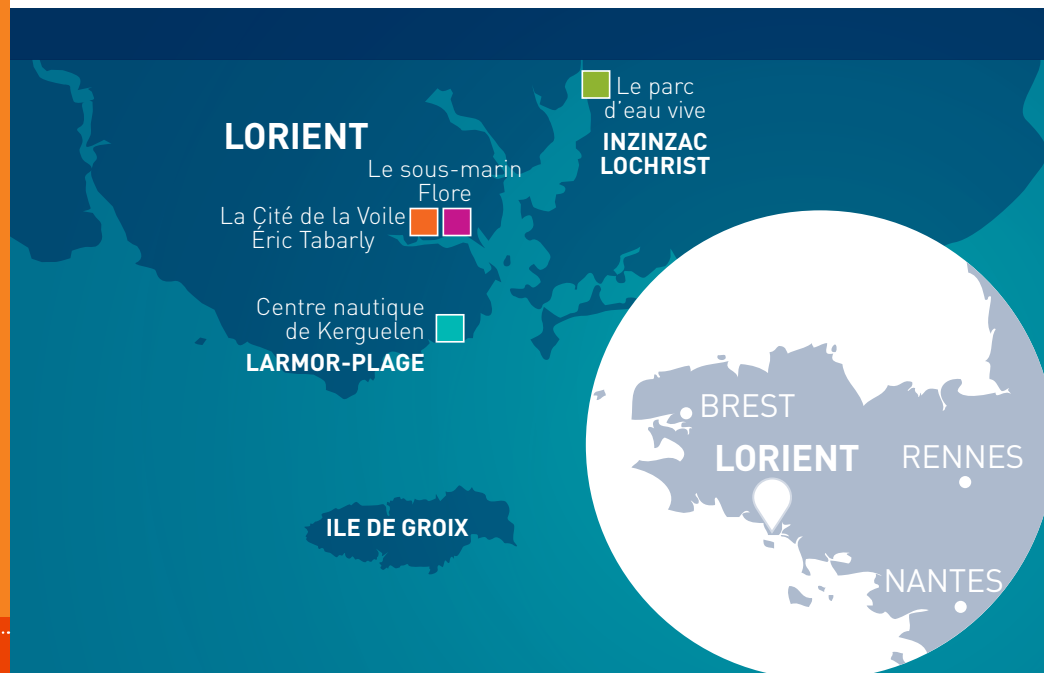 Le parc
d'eau vive
INZINZAC
LOCHRIST
LORIENT
Le sous-marin
Flore
La Cité de la Voile
Éric Tabarly
Centre nautique
de Kerguelen
LARMOR-PLAGE
ILE DE GROIX
BREST
LORIENT
RENNES
NANTES